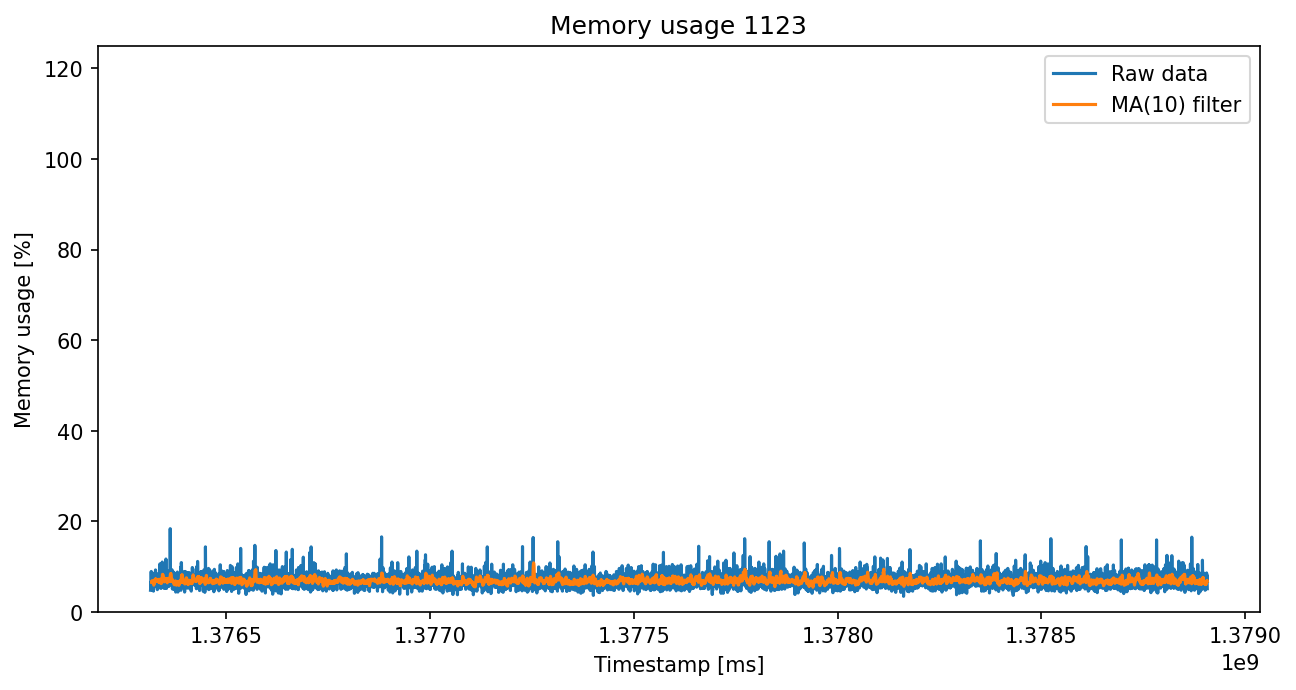 Memory usage 1123
Raw data
MA(10) filter
Memory usage [%]
120
100
80
60
40
20
0
1.3765 1.3770 1.3775 1.3780 1.3785 1.3790
1e9
Timestamp [ms]